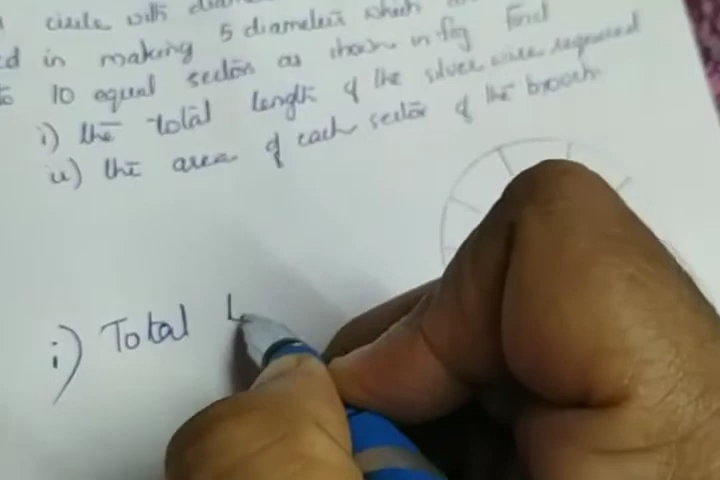 circle with
in making 5 diameters which
10 equal sectors as shown in fig Find
i) the total length of the silver wire required
ii) the area of each sector of the brooch.
i) Total L